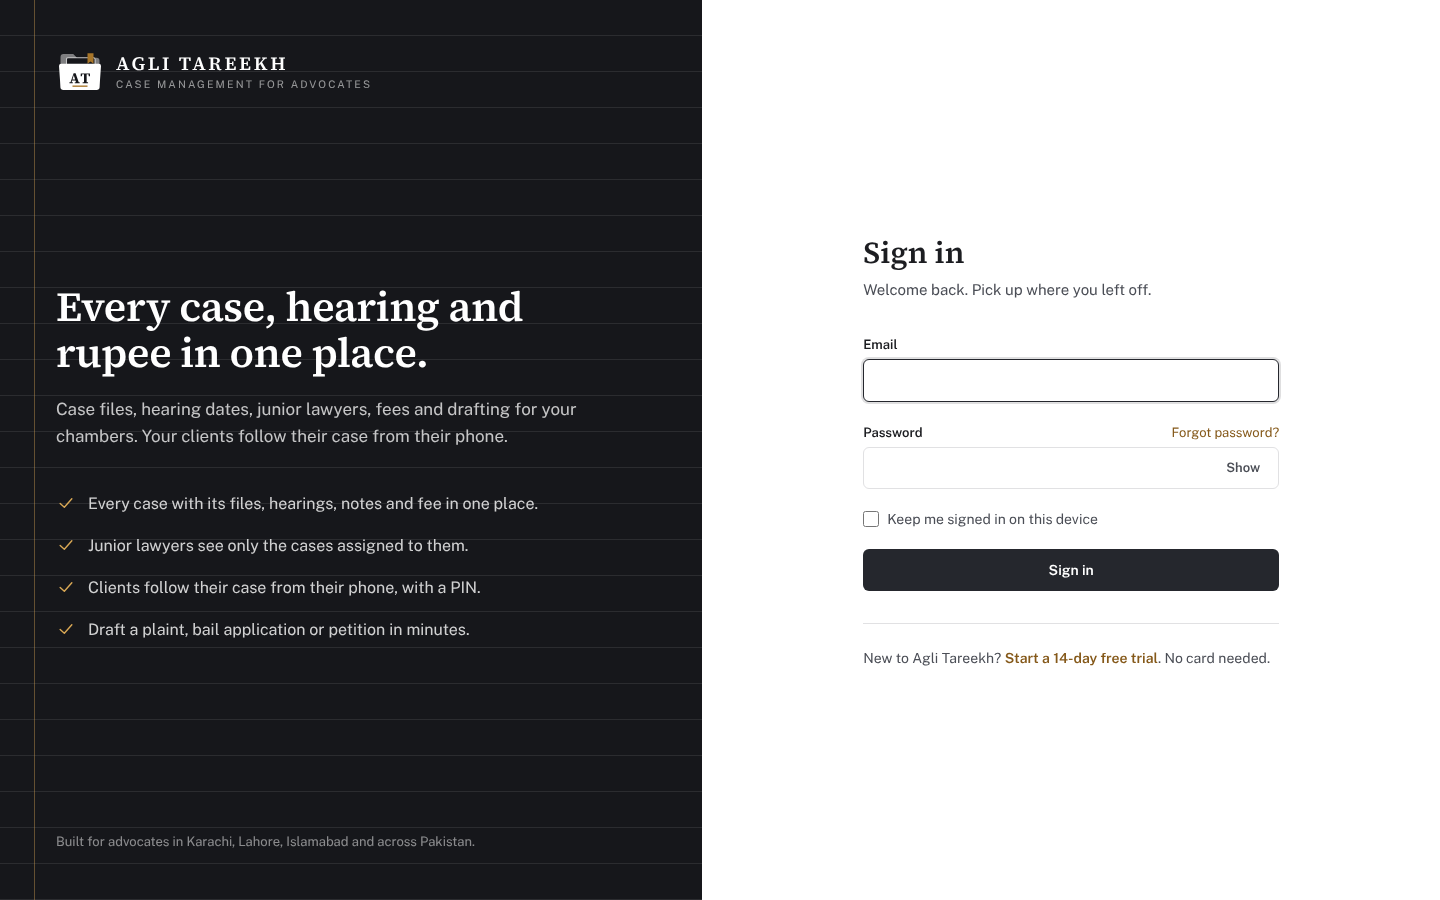 AT
AGLI TAREEKH
CASE MANAGEMENT FOR ADVOCATES
Every case, hearing and
rupee in one place.
Case files, hearing dates, junior lawyers, fees and drafting for your
chambers. Your clients follow their case from their phone.
Every case with its files, hearings, notes and fee in one place.
Junior lawyers see only the cases assigned to them.
Clients follow their case from their phone, with a PIN.
Draft a plaint, bail application or petition in minutes.
Built for advocates in Karachi, Lahore, Islamabad and across Pakistan.
Sign in
Welcome back. Pick up where you left off.
Email
Password Forgot password?
Show
Keep me signed in on this device
Sign in
New to Agli Tareekh? Start a 14-day free trial. No card needed.